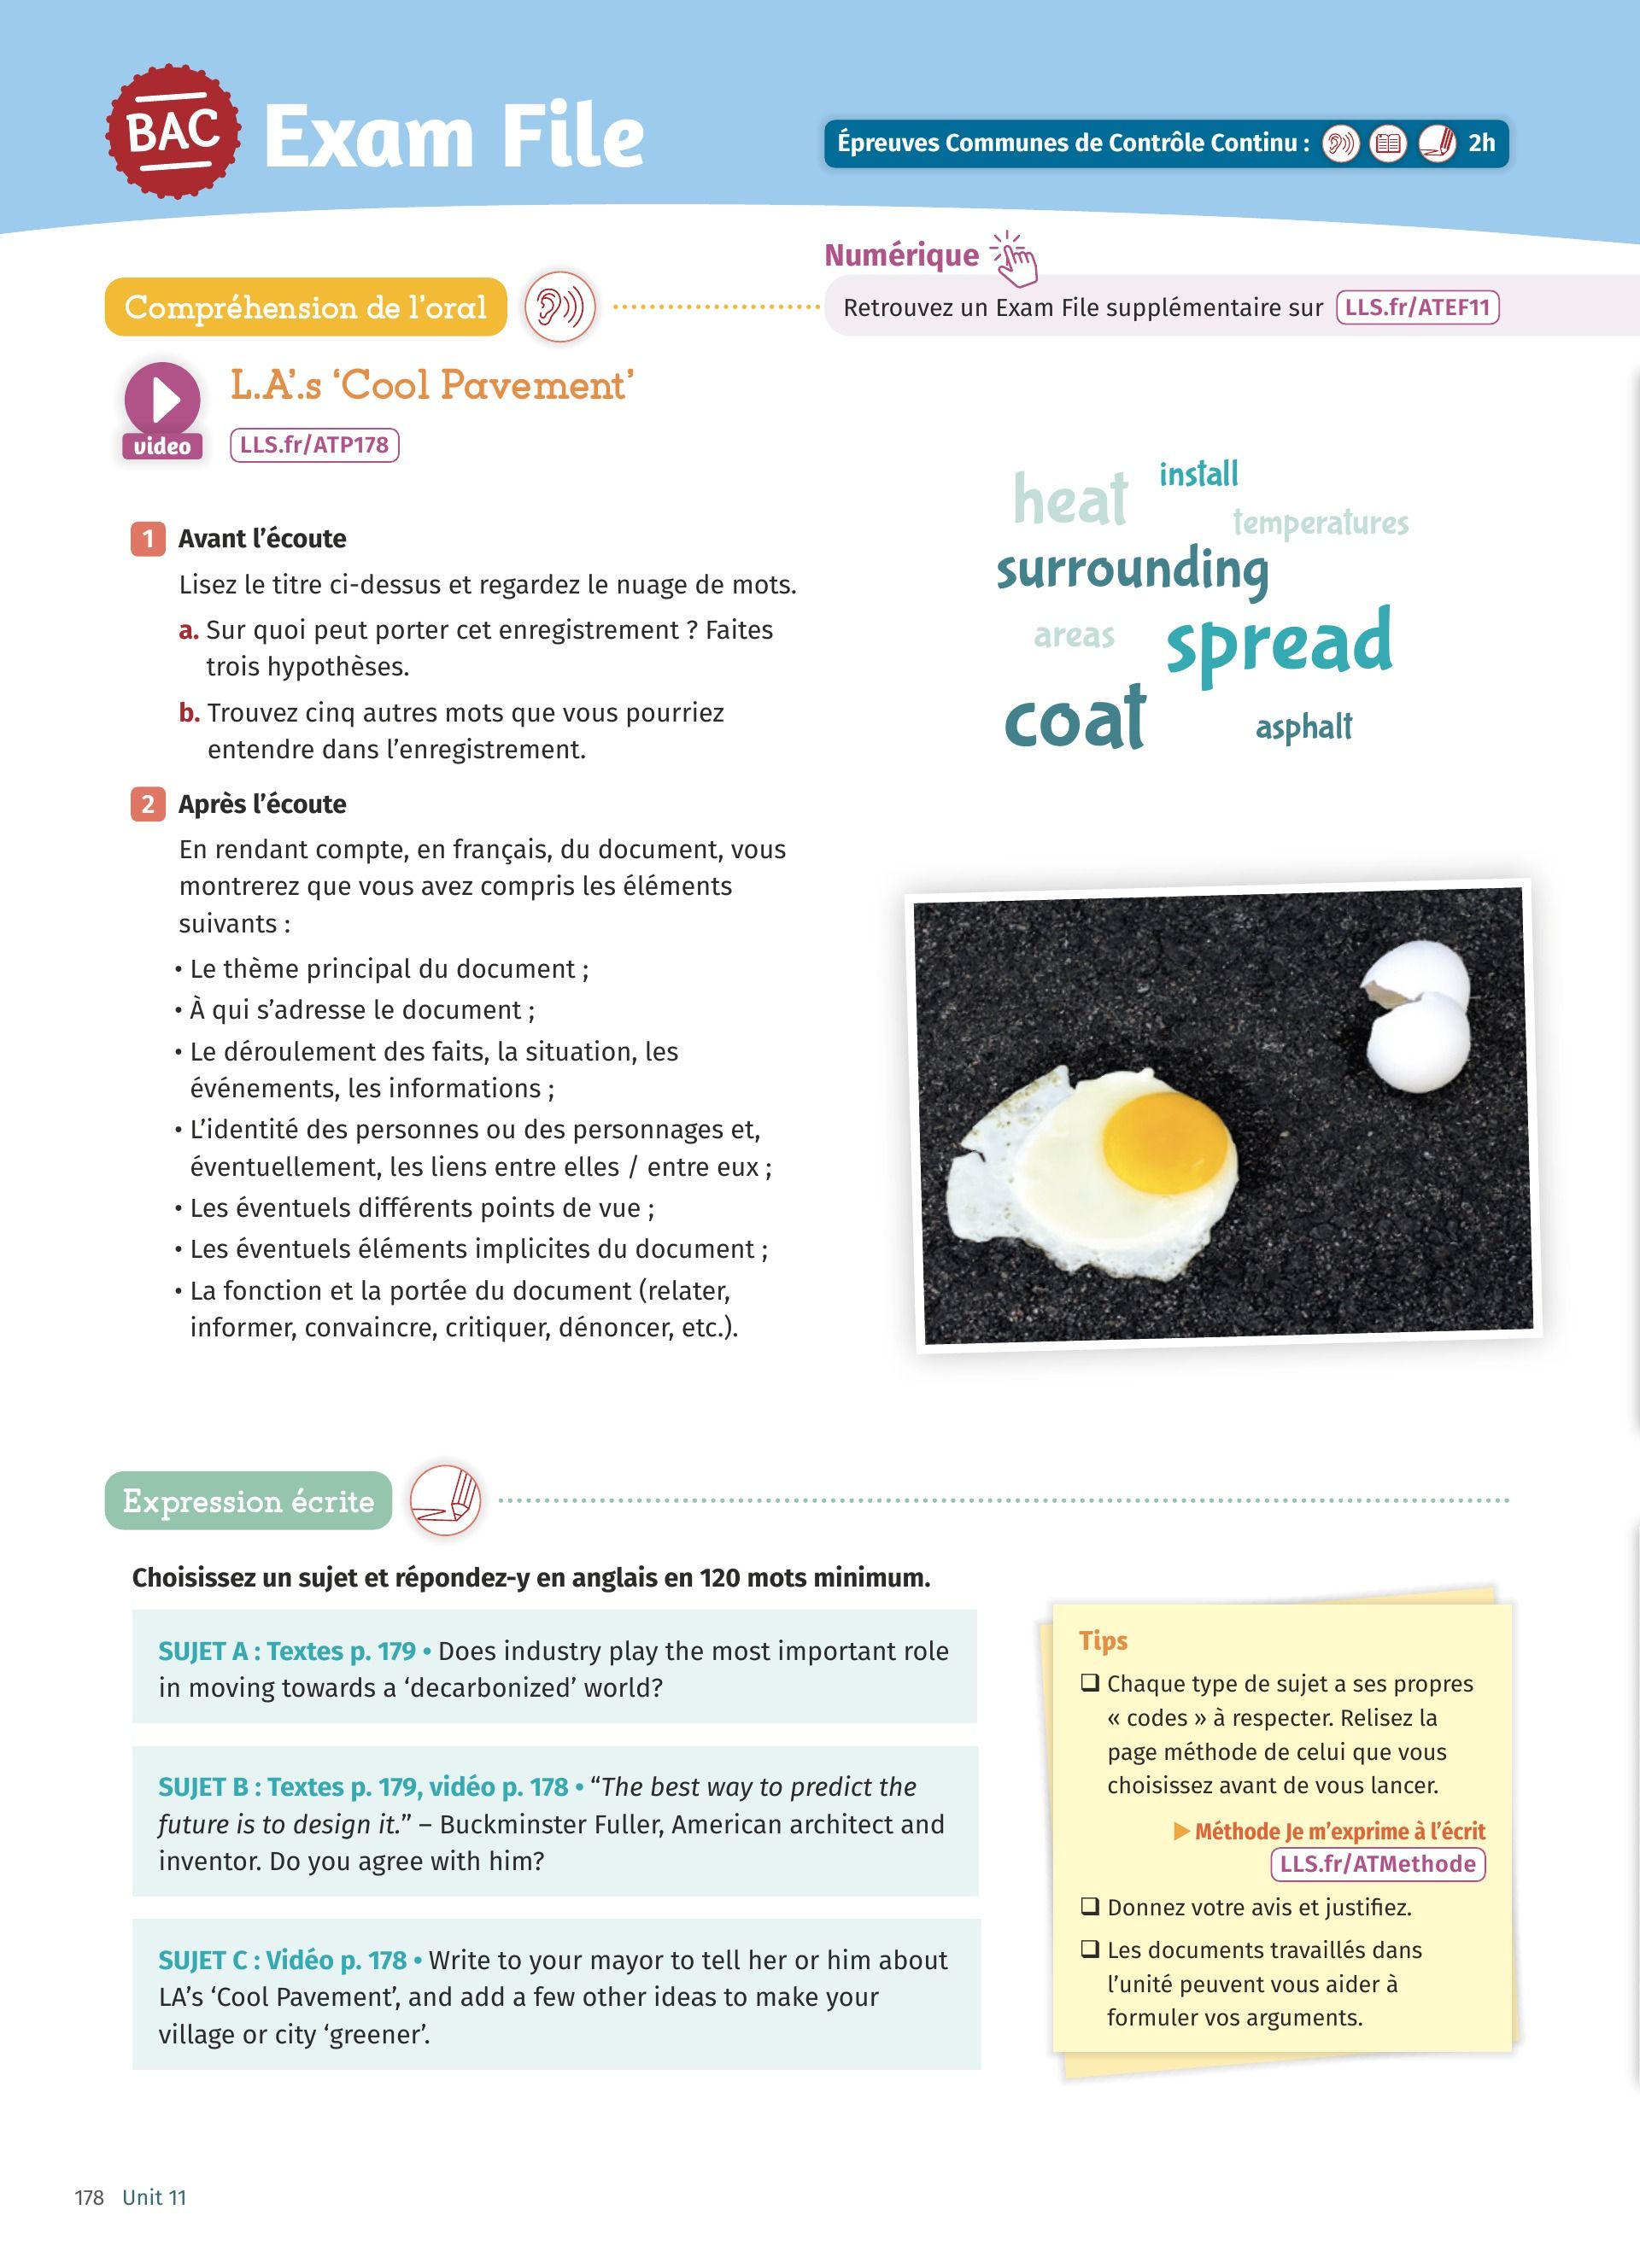 BAC
Exam File
Épreuves Communes de Contrôle Continu : 2h
Numérique
Compréhension de l'oral
Retrouvez un Exam File supplémentaire sur LLS.fr/ATEF11
video
L.A'.s ‘Cool Pavement’
LLS.fr/ATP178
heat
install
temperatures
surrounding
areas
spread
coat
asphalt
1 Avant l’écoute
Lisez le titre ci-dessus et regardez le nuage de mots.
a. Sur quoi peut porter cet enregistrement ? Faites
trois hypothèses.
b. Trouvez cinq autres mots que vous pourriez
entendre dans l’enregistrement.
2 Après l’écoute
En rendant compte, en français, du document, vous
montrerez que vous avez compris les éléments
suivants :
• Le thème principal du document ;
• À qui s’adresse le document ;
• Le déroulement des faits, la situation, les
événements, les informations ;
• L’identité des personnes ou des personnages et,
éventuellement, les liens entre elles / entre eux ;
• Les éventuels différents points de vue ;
• Les éventuels éléments implicites du document ;
• La fonction et la portée du document (relater,
informer, convaincre, critiquer, dénoncer, etc.).
Expression écrite
Choisissez un sujet et répondez-y en anglais en 120 mots minimum.
SUJET A : Textes p. 179 • Does industry play the most important role
in moving towards a ‘decarbonized’ world?
SUJET B : Textes p. 179, vidéo p. 178 • “The best way to predict the
future is to design it.” – Buckminster Fuller, American architect and
inventor. Do you agree with him?
SUJET C : Vidéo p. 178 • Write to your mayor to tell her or him about
LA’s ‘Cool Pavement’, and add a few other ideas to make your
village or city ‘greener’.
Tips
❏ Chaque type de sujet a ses propres
« codes » à respecter. Relisez la
page méthode de celui que vous
choisissez avant de vous lancer.
▶ Méthode Je m’exprime à l’écrit
LLS.fr/ATMethode
❏ Donnez votre avis et justifiez.
❏ Les documents travaillés dans
l’unité peuvent vous aider à
formuler vos arguments.
178 Unit 11